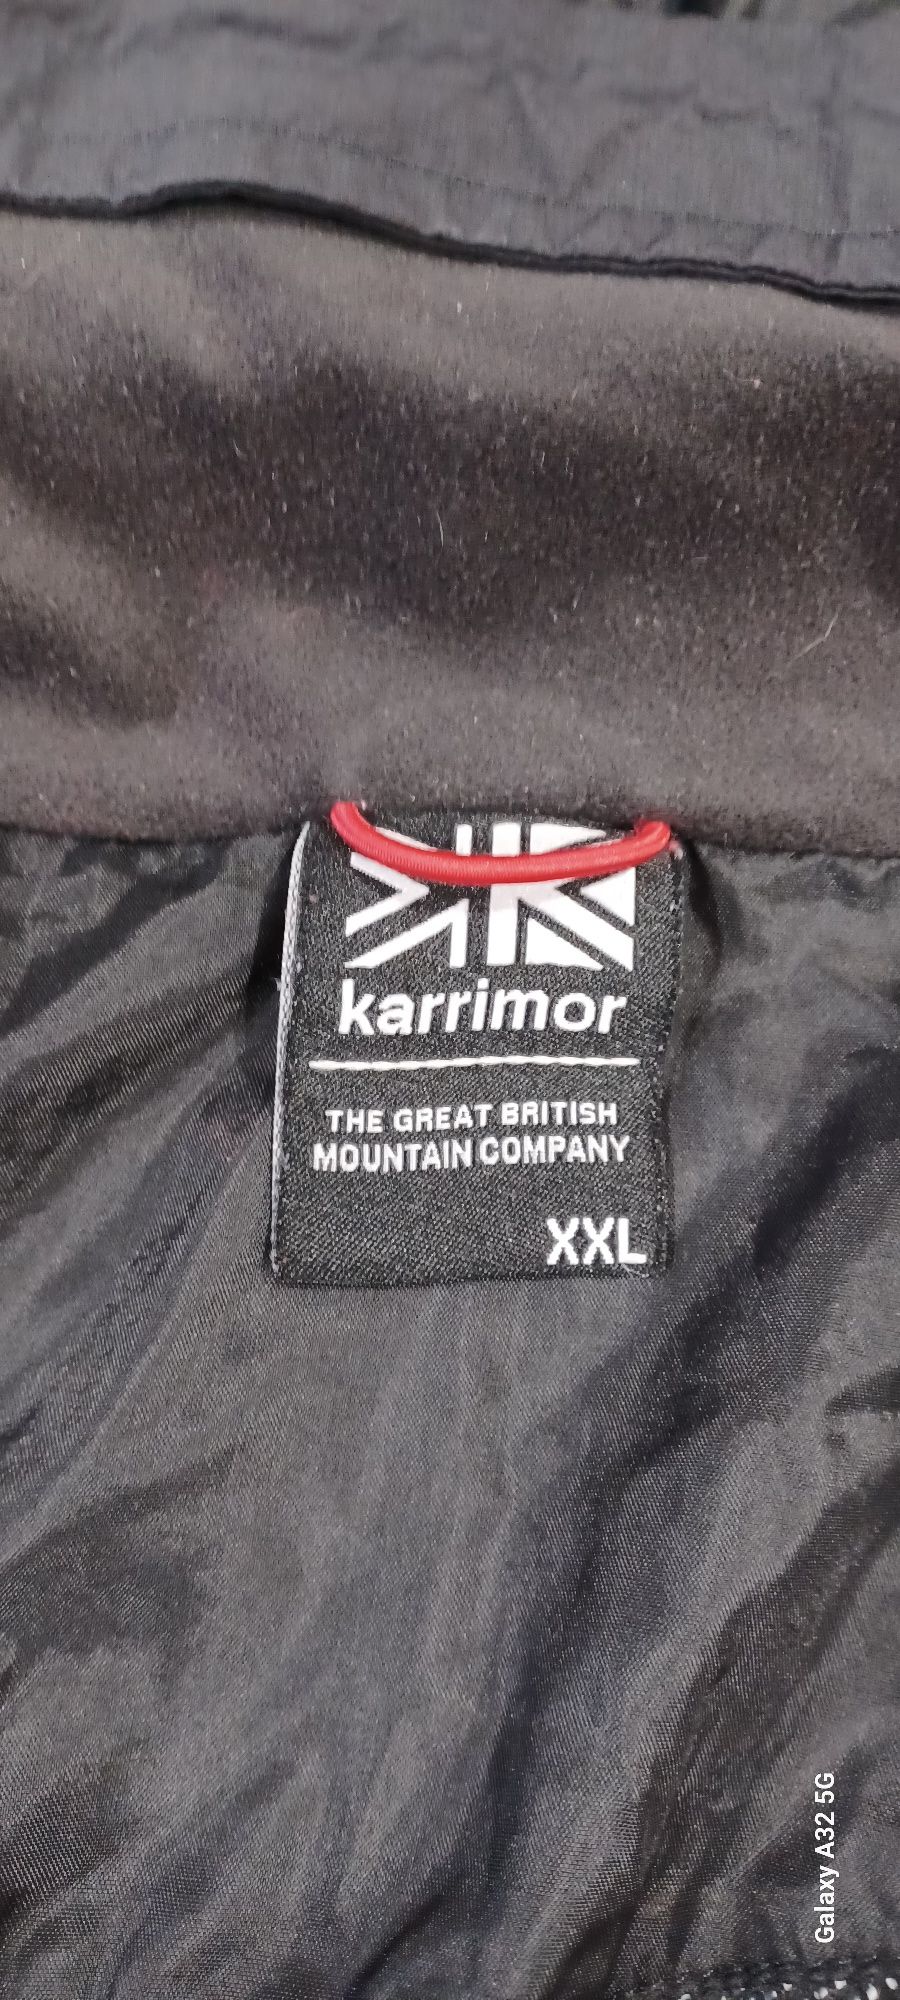 karrimor
THE GREAT BRITISH
MOUNTAIN COMPANY
XXL
Galaxy A32 5G